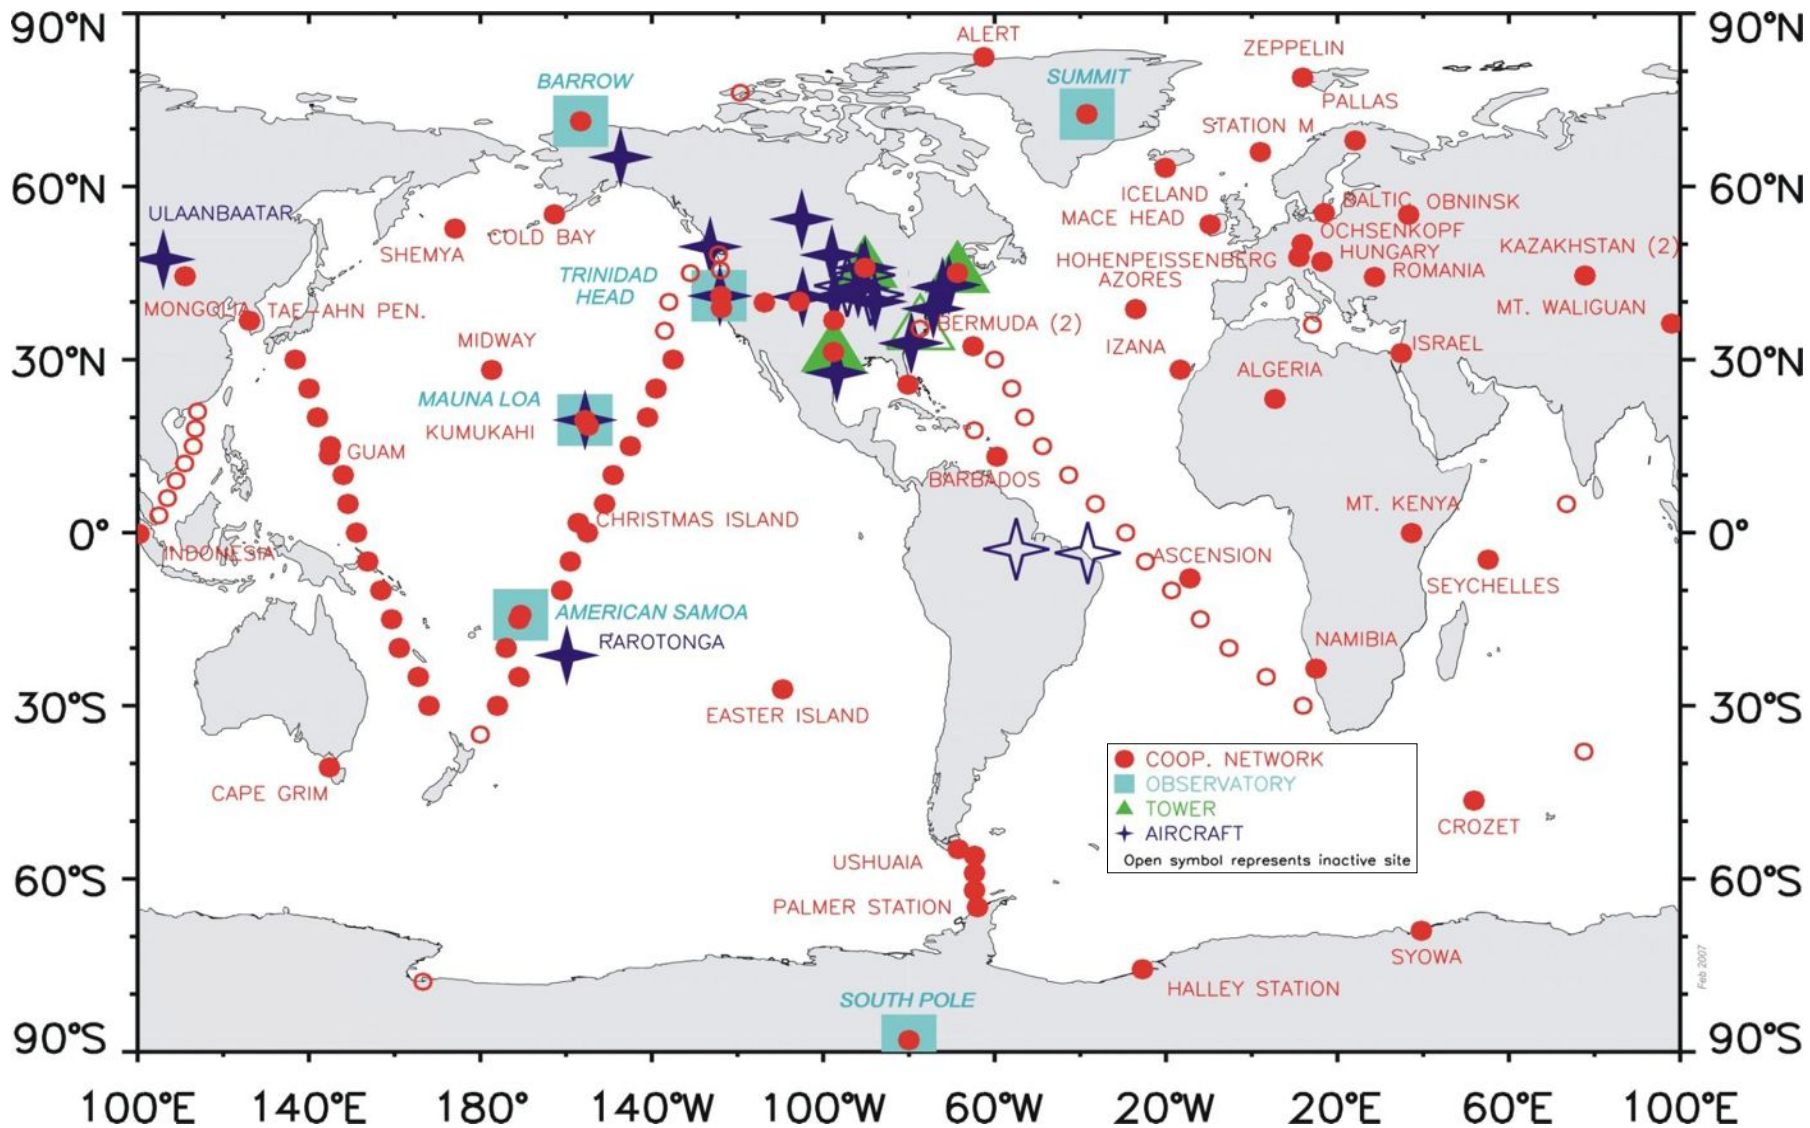 90°N
90°N
ALERT
ZEPPELIN
BARROW
SUMMIT
PALLAS
STATION M
60°N
60°N
ULAANBAATAR
ICELAND
BALTIC
OBNINSK
MACE HEAD
OCHSENKOPF
SHEMYA
COLD BAY
HUNGARY
KAZAKHSTAN (2)
HOHENPEISSENBERG
TRINIDAD
HEAD
AZORES
ROMANIA
MONGOLIA
TAE-AHN PEN.
MT. WALIGUAN
BERMUDA (2)
MIDWAY
IZANA
ISRAEL
30°N
30°N
ALGERIA
MAUNA LOA
KUMUKAHI
GUAM
BARBADOS
MT. KENYA
CHRISTMAS ISLAND
0°
0°
INDONESIA
ASCENSION
SEYCHELLES
AMERICAN SAMOA
RAROTONGA
NAMIBIA
30°S
30°S
EASTER ISLAND
COOP. NETWORK
OBSERVATORY
TOWER
AIRCRAFT
Open symbol represents inactive site
CAPE GRIM
CROZET
USHUAIA
60°S
60°S
PALMER STATION
SYOWA
HALLEY STATION
Feb 2007
SOUTH POLE
90°S
90°S
100°E 140°E 180° 140°W 100°W 60°W 20°W 20°E 60°E 100°E